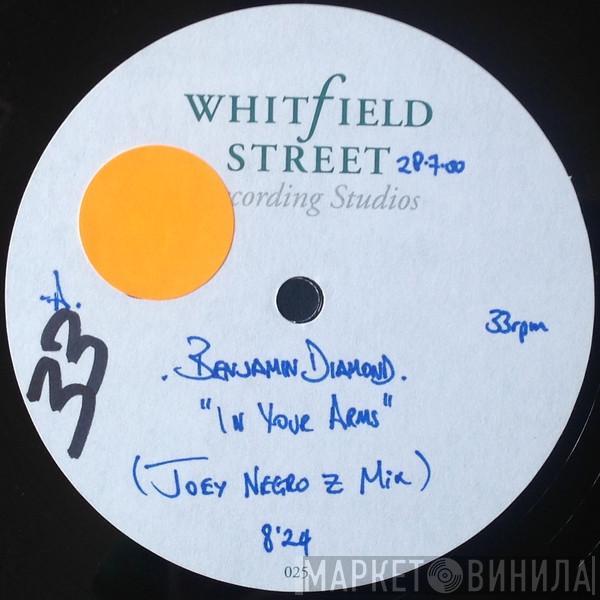 WHITFIELD
STREET 28.7.00
cording Studios
A.
33
33rpm
. BENJAMIN DIAMOND.
"IN YOUR ARMS"
(JOEY NEGRO Z MIX)
8'24
025
МАРКЕТ ВИНИЛА